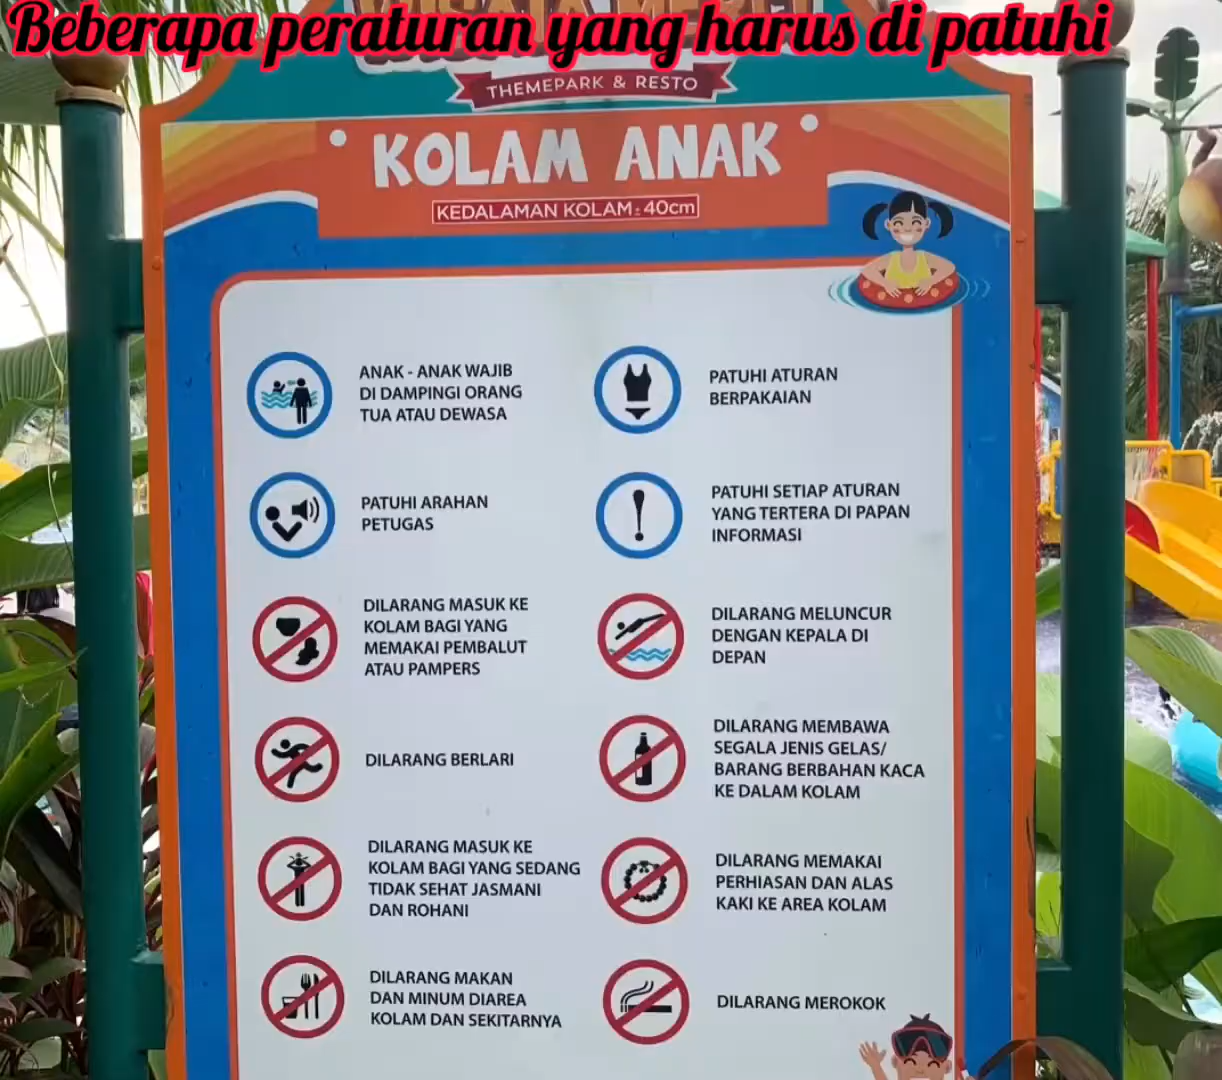 Beberapa peraturan yang harus di patuhi
THEMEPARK & RESTO
KOLAM ANAK
KEDALAMAN KOLAM ± 40cm
ANAK - ANAK WAJIB
DI DAMPINGI ORANG
TUA ATAU DEWASA
PATUHI ATURAN
BERPAKAIAN
PATUHI ARAHAN
PETUGAS
PATUHI SETIAP ATURAN
YANG TERTERA DI PAPAN
INFORMASI
DILARANG MASUK KE
KOLAM BAGI YANG
MEMAKAI PEMBALUT
ATAU PAMPERS
DILARANG MELUNCUR
DENGAN KEPALA DI
DEPAN
DILARANG BERLARI
DILARANG MEMBAWA
SEGALA JENIS GELAS/
BARANG BERBAHAN KACA
KE DALAM KOLAM
DILARANG MASUK KE
KOLAM BAGI YANG SEDANG
TIDAK SEHAT JASMANI
DAN ROHANI
DILARANG MEMAKAI
PERHIASAN DAN ALAS
KAKI KE AREA KOLAM
DILARANG MAKAN
DAN MINUM DIAREA
KOLAM DAN SEKITARNYA
DILARANG MEROKOK